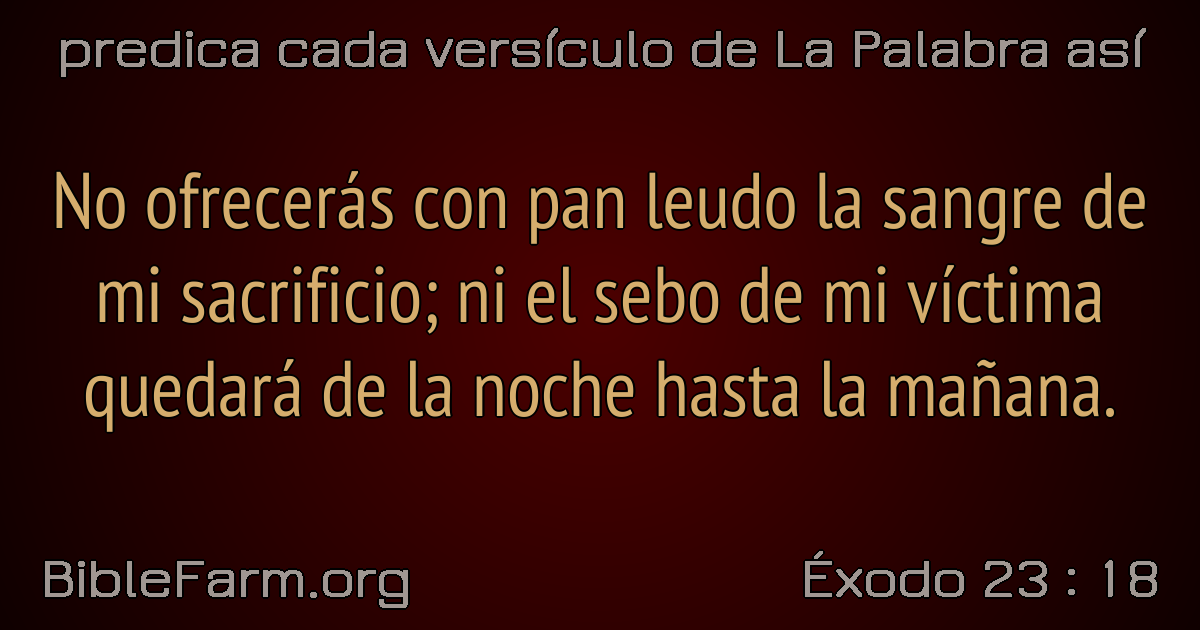 predica cada versículo de La Palabra así
No ofrecerás con pan leudo la sangre de
mi sacrificio; ni el sebo de mi víctima
quedará de la noche hasta la mañana.
BibleFarm.org
Éxodo 23 : 18